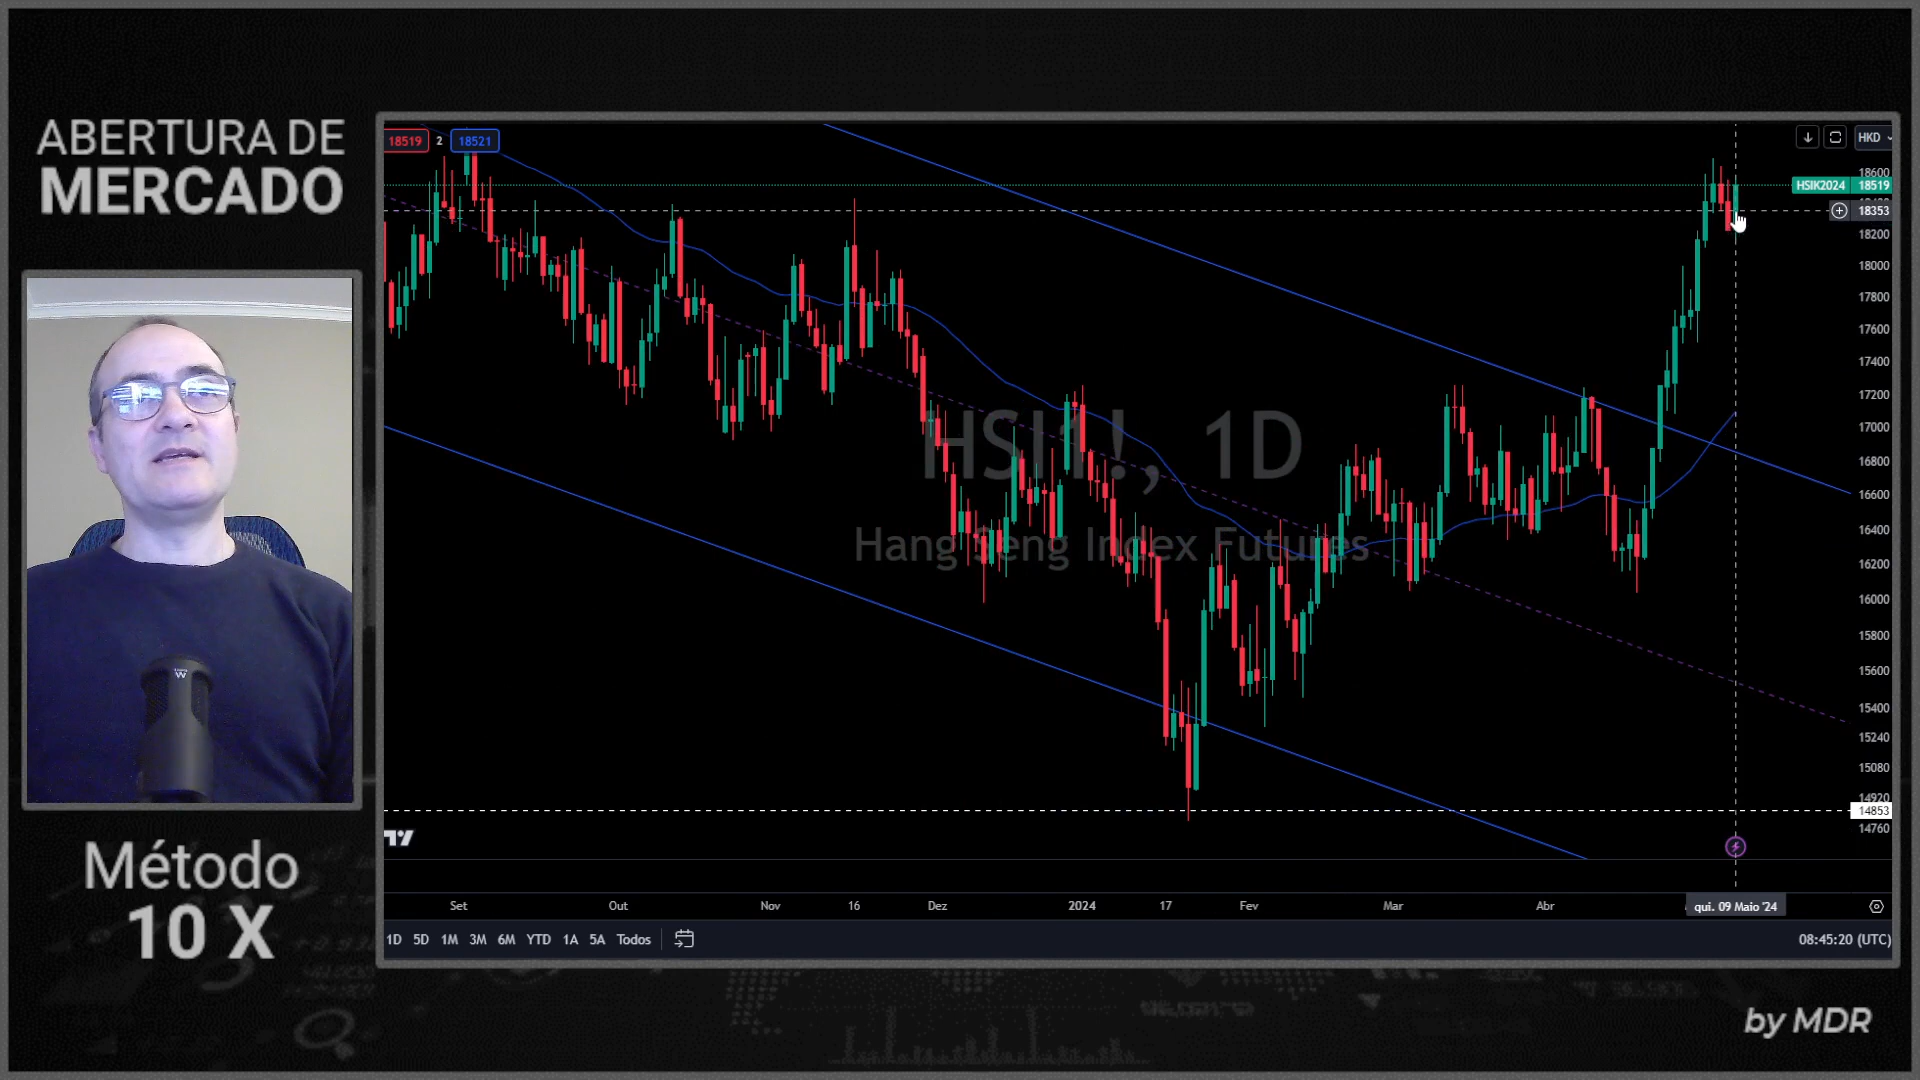 ABERTURA DE
MERCADO
Método
10 X
18519 2 18521
HKD
18600
HSIK2024 18519
18353
18200
18000
17800
17600
17400
17200
17000
16800
16600
16400
16200
16000
15800
15600
15400
15240
15080
14920
14853
14760
HSI1!, 1D
Hang Seng Index Futures
Set Out Nov 16 Dez 2024 17 Fev Mar Abr qui. 09 Maio '24
1D 5D 1M 3M 6M YTD 1A 5A Todos
08:45:20 (UTC)
W
by MDR